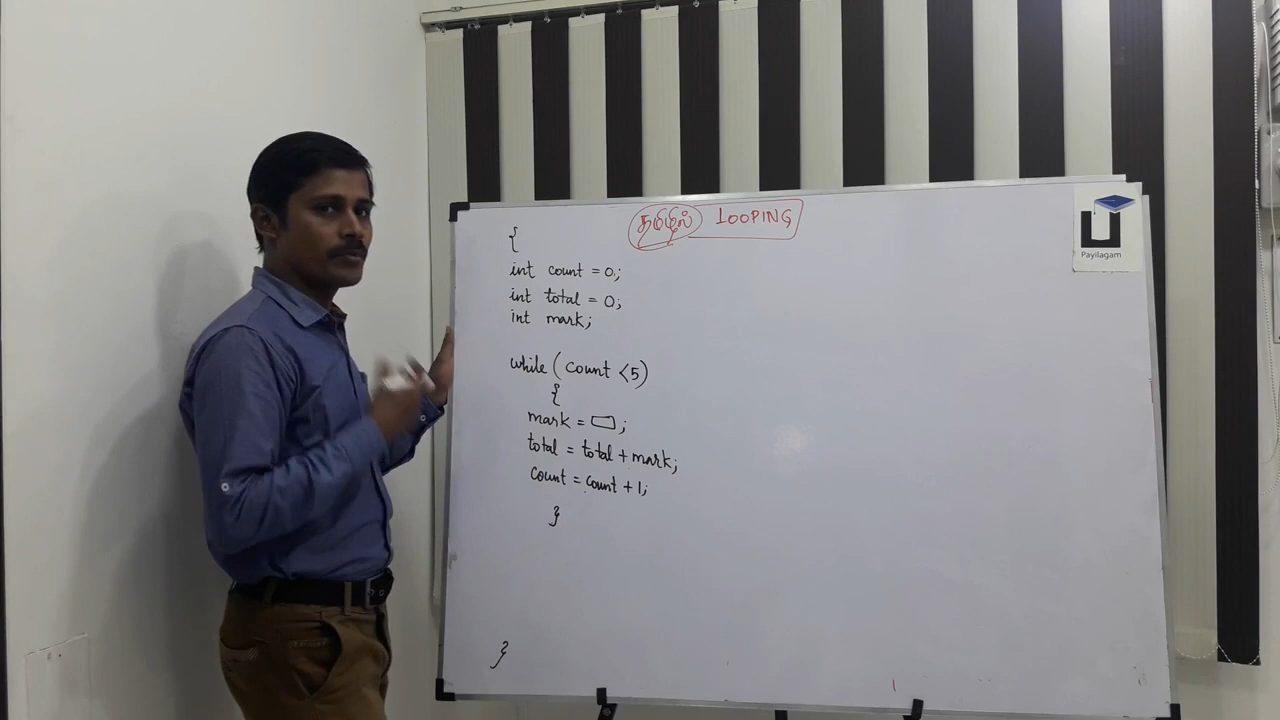 தமிழில் LOOPING
Payilagam
{
int count = 0;
int total = 0;
int mark;
while (count <5)
{
mark = ▭;
total = total + mark;
count = count + 1;
}
}